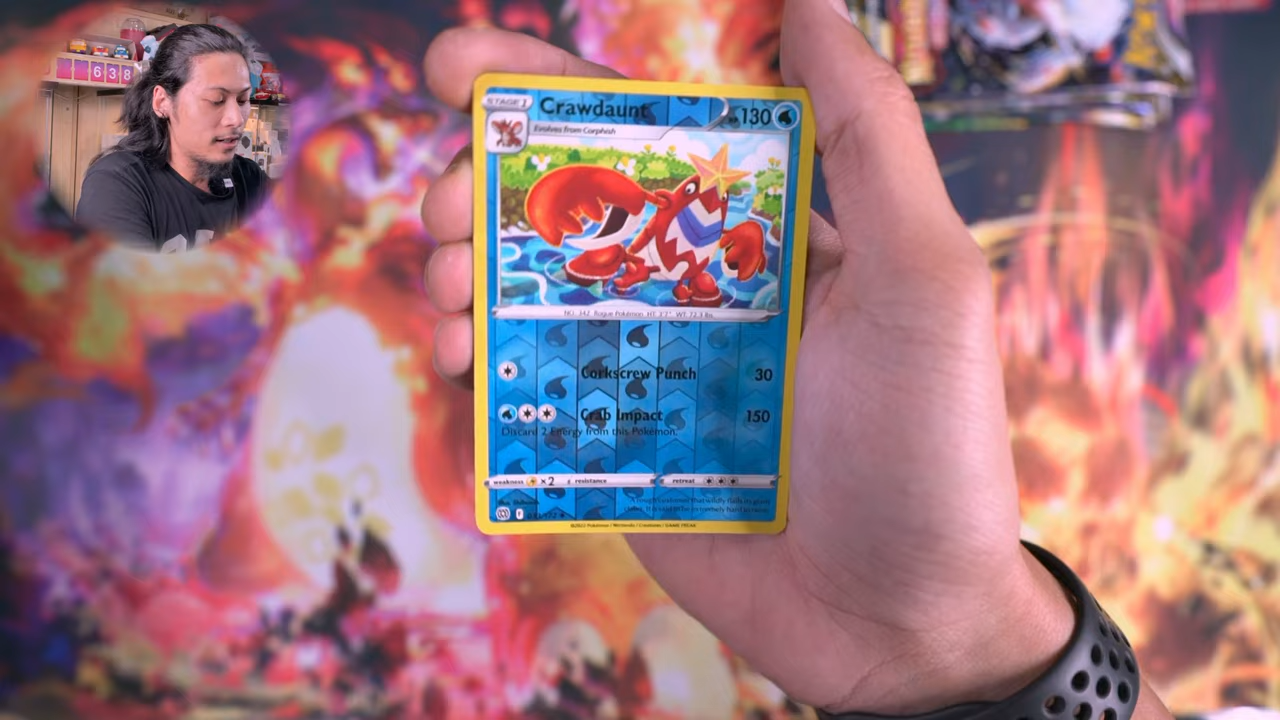 1638
STAGE 1
Crawdaunt
130
Evolves from Corphish
NO. 342 Rogue Pokémon HT: 3'7" WT: 72.3 lbs.
Corkscrew Punch 30
Crab Impact 150
Discard 2 Energy from this Pokémon.
weakness ×2 resistance retreat
©2022 Pokémon / Nintendo / Creatures / GAME FREAK